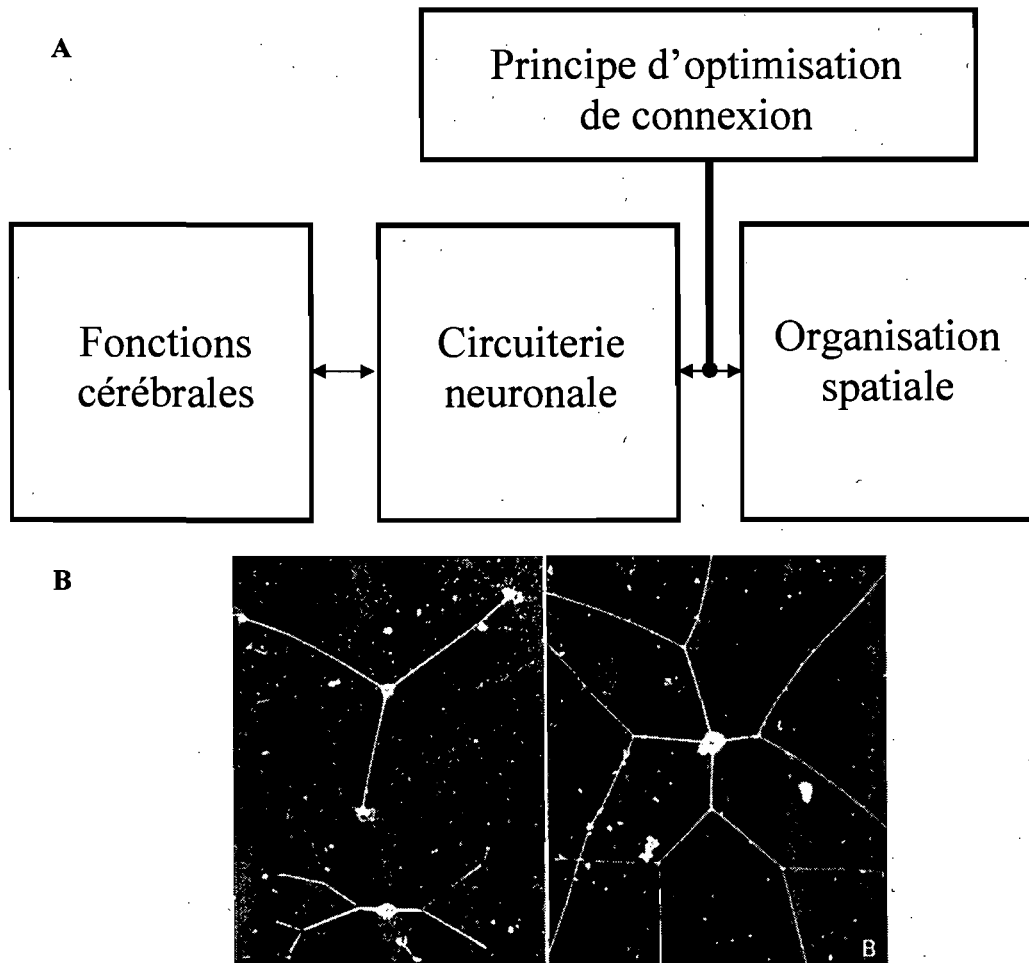 A
Principe d'optimisation
de connexion
Fonctions
cérébrales
Circuiterie
neuronale
Organisation
spatiale
B
B